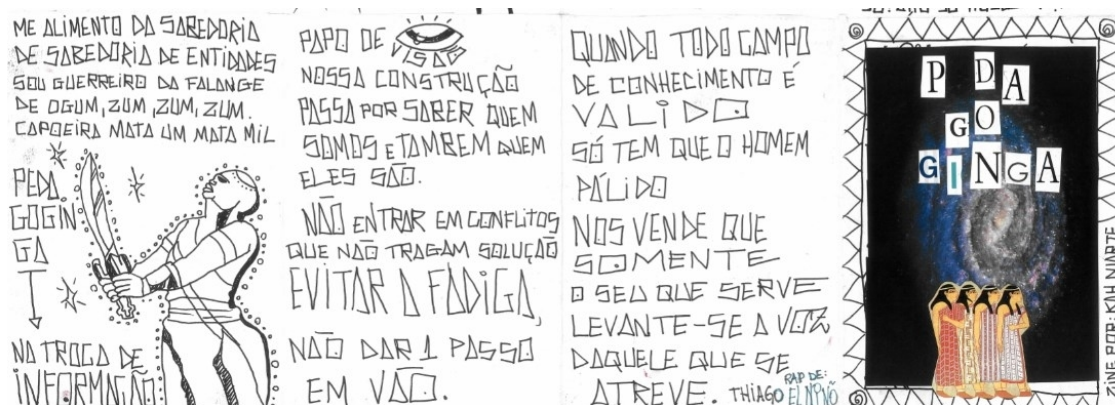 ME ALIMENTO DA SABEDORIA
DE SABEDORIA DE ENTIDADES
SOU GUERREIRO DA FALANGE
DE OGUM, ZUM, ZUM, ZUM.
CAPOEIRA MATA UM MATA MIL
PEDA
GOGIN
GA
NA TROCA DE
INFORMAÇÃO
PAPO DE
VISÃO
NOSSA CONSTRUÇÃO
PASSA POR SABER QUEM
SOMOS E TAMBEM QUEM
ELES SÃO.
NÃO ENTRAR EM CONFLITOS
QUE NÃO TRAGAM SOLUÇÃO
EVITAR A FADIGA,
NÃO DAR 1 PASSO
EM VÃO.
QUANDO TODO CAMPO
DE CONHECIMENTO É
VALIDO
SÓ TEM QUE O HOMEM
PÁLIDO
NOS VENDE QUE
SOMENTE
O SEU QUE SERVE
LEVANTE-SE A VOZ
DAQUELE QUE SE
ATREVE. THIAGO
RAP DE:
EL NIÑO
P DA
GO
GINGA
ZINE POR: KAH NUARTE